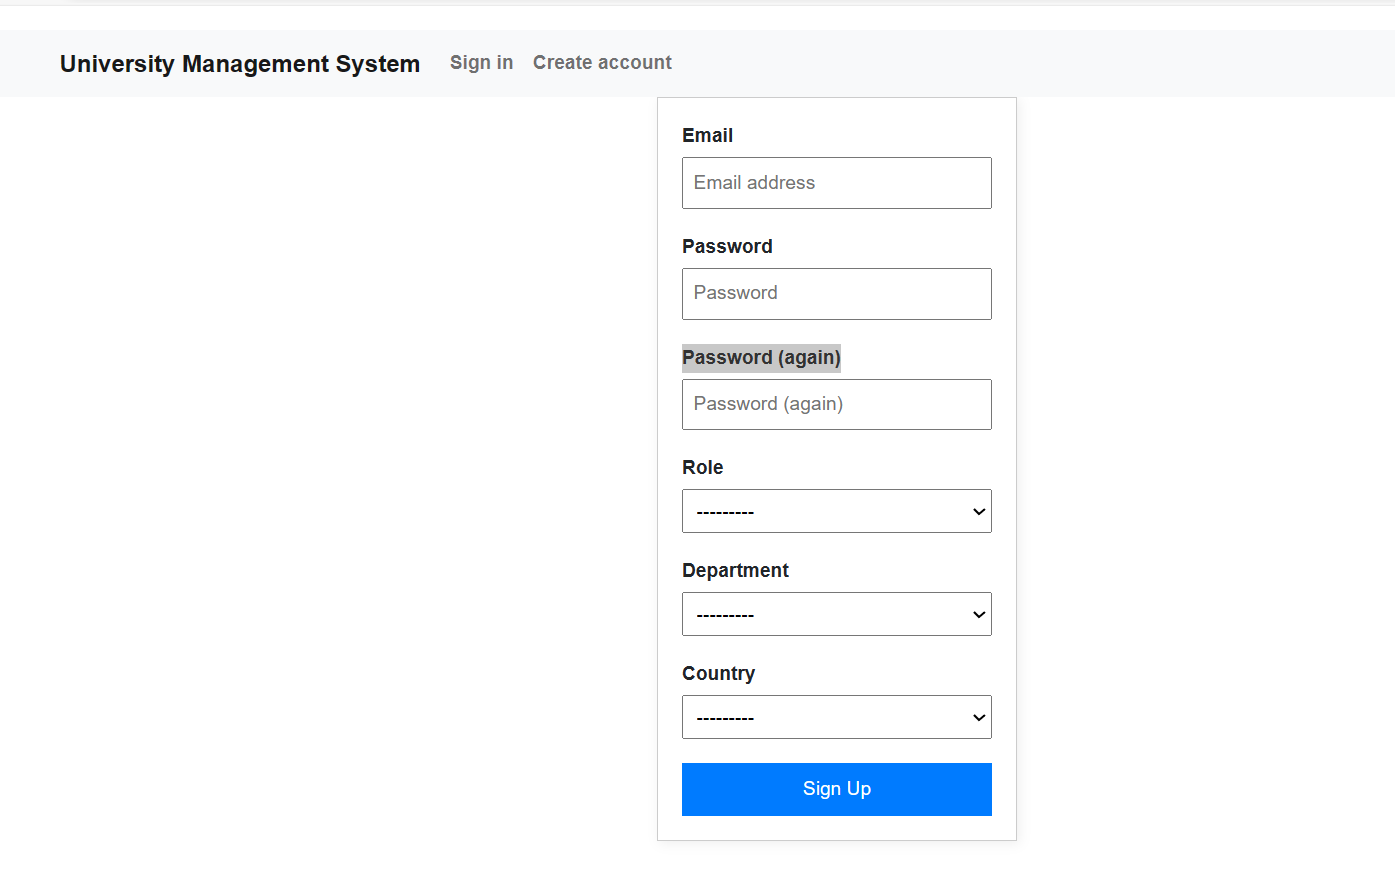 University Management System Sign in Create account
Email
Email address
Password
Password
Password (again)
Password (again)
Role
---------
Department
---------
Country
---------
Sign Up